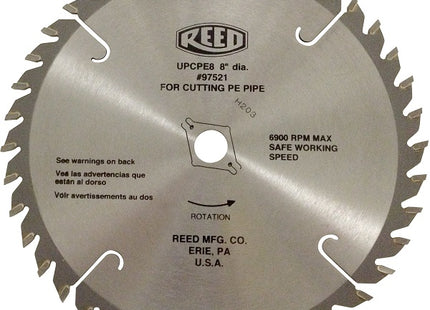 REED
UPCPE8 8" dia.
#97521
FOR CUTTING PE PIPE
H203
6900 RPM MAX
SAFE WORKING
SPEED
See warnings on back
Vea las advertencias que
están al dorso
Voir avertissements au dos
ROTATION
REED MFG. CO.
ERIE, PA
U.S.A.